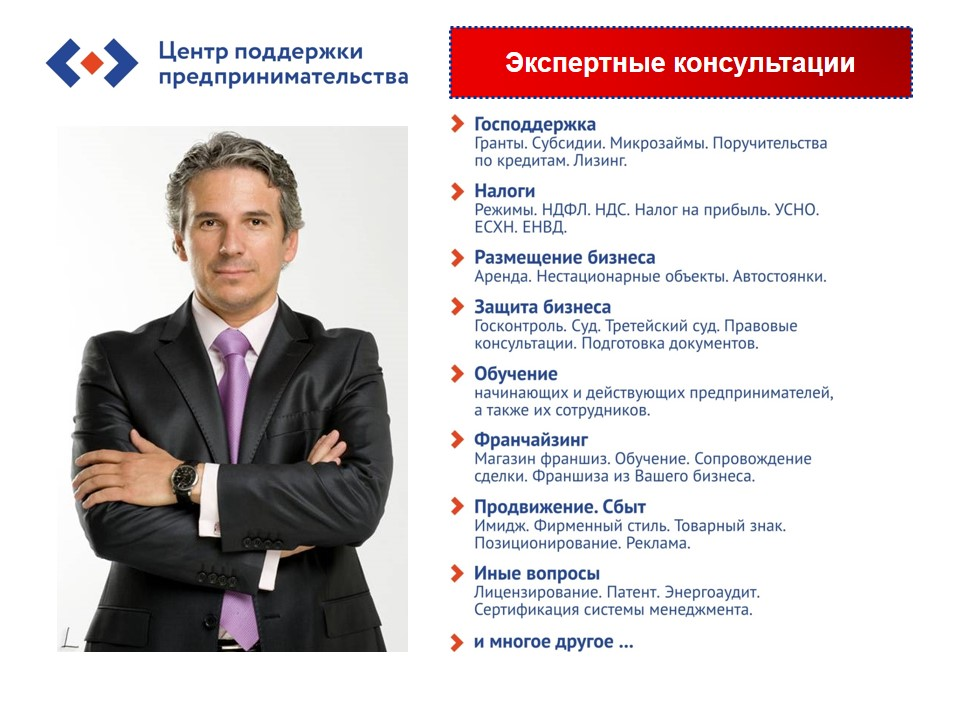 Центр поддержки
предпринимательства
Экспертные консультации
Господдержка
Гранты. Субсидии. Микрозаймы. Поручительства
по кредитам. Лизинг.
Налоги
Режимы. НДФЛ. НДС. Налог на прибыль. УСНО.
ЕСХН. ЕНВД.
Размещение бизнеса
Аренда. Нестационарные объекты. Автостоянки.
Защита бизнеса
Госконтроль. Суд. Третейский суд. Правовые
консультации. Подготовка документов.
Обучение
начинающих и действующих предпринимателей,
а также их сотрудников.
Франчайзинг
Магазин франшиз. Обучение. Сопровождение
сделки. Франшиза из Вашего бизнеса.
Продвижение. Сбыт
Имидж. Фирменный стиль. Товарный знак.
Позиционирование. Реклама.
Иные вопросы
Лицензирование. Патент. Энергоаудит.
Сертификация системы менеджмента.
и многое другое ...